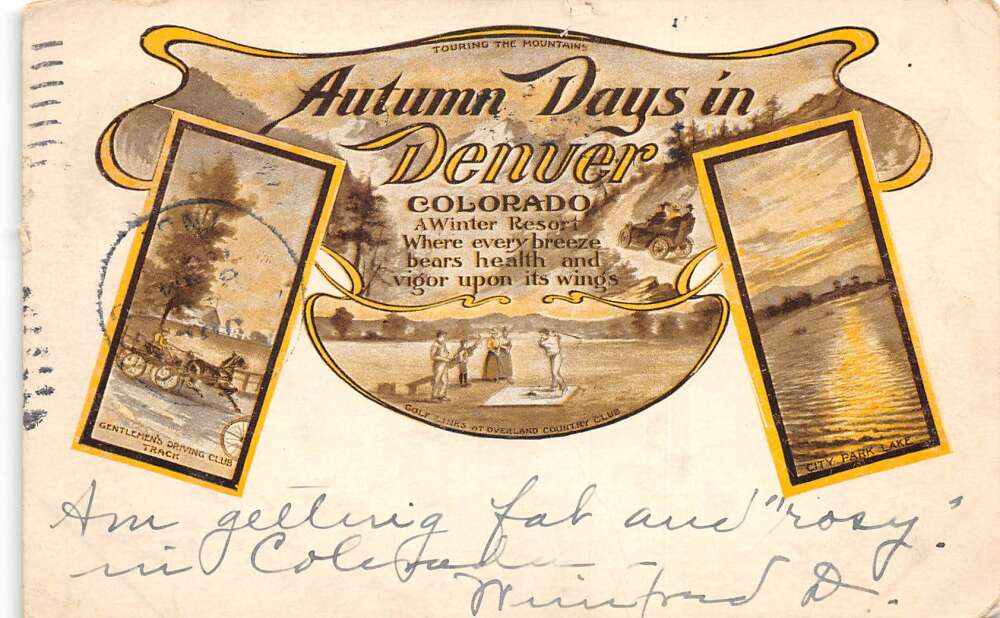 TOURING THE MOUNTAINS
Autumn Days in
Denver
COLORADO
A Winter Resort
Where every breeze
bears health and
vigor upon its wings
GENTLEMEN'S DRIVING CLUB
TRACK
GOLF LINKS AT OVERLAND COUNTRY CLUB
CITY PARK LAKE
Am getting fat and "rosy".
in Colorado
Winifred D.